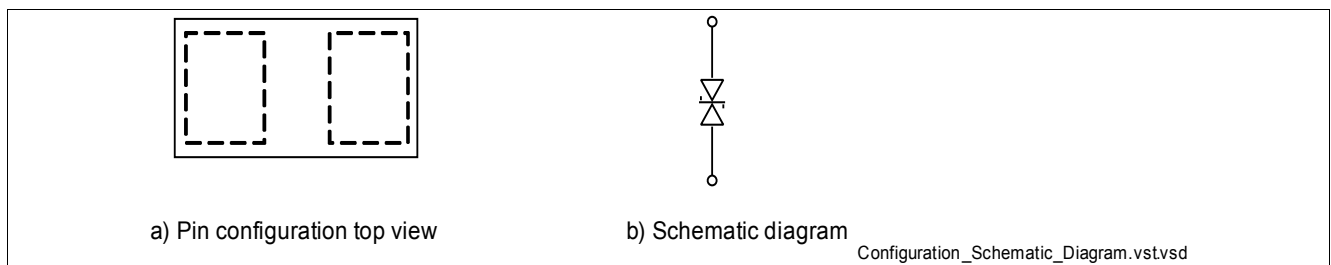 a) Pin configuration top view
b) Schematic diagram
Configuration_Schematic_Diagram.vst.vsd